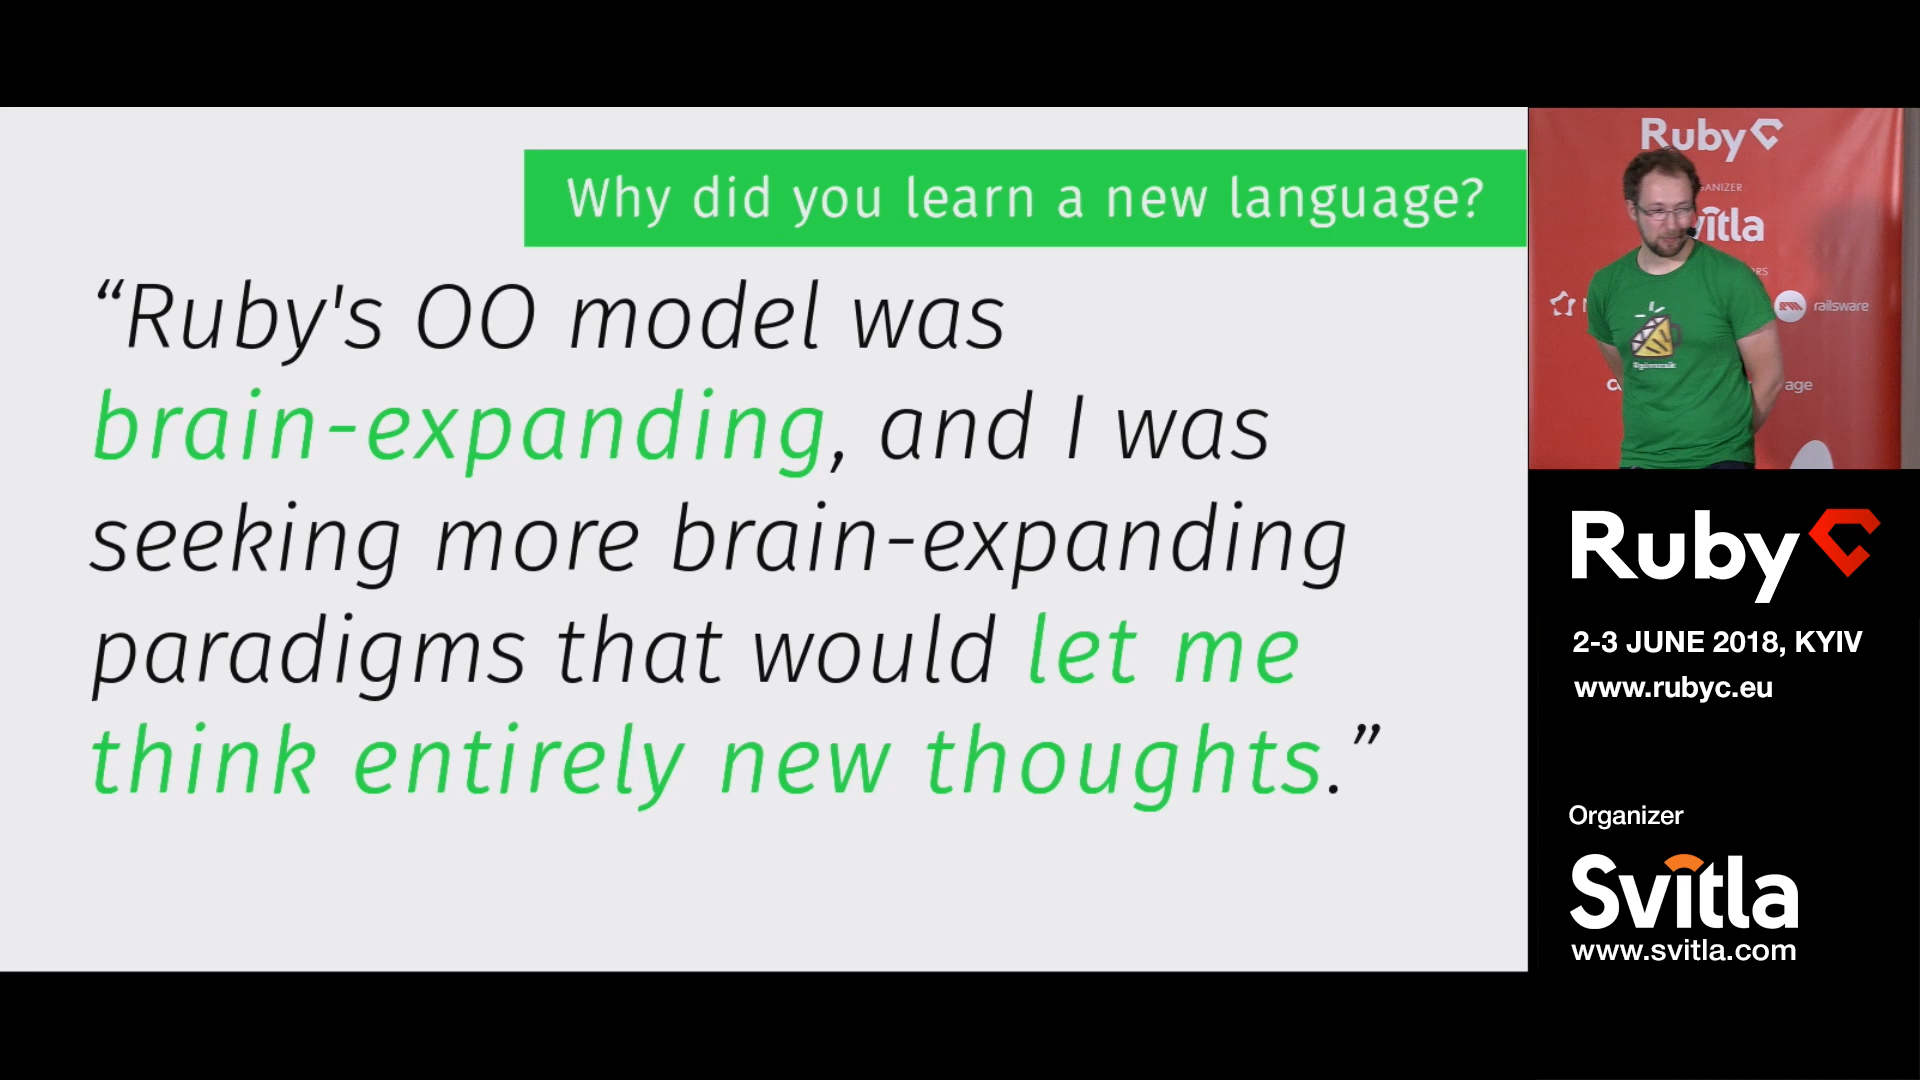 Why did you learn a new language?
“Ruby's OO model was
brain-expanding, and I was
seeking more brain-expanding
paradigms that would let me
think entirely new thoughts.”
Ruby
railsware
Ruby
2-3 JUNE 2018, KYIV
www.rubyc.eu
Organizer
Svitla
www.svitla.com